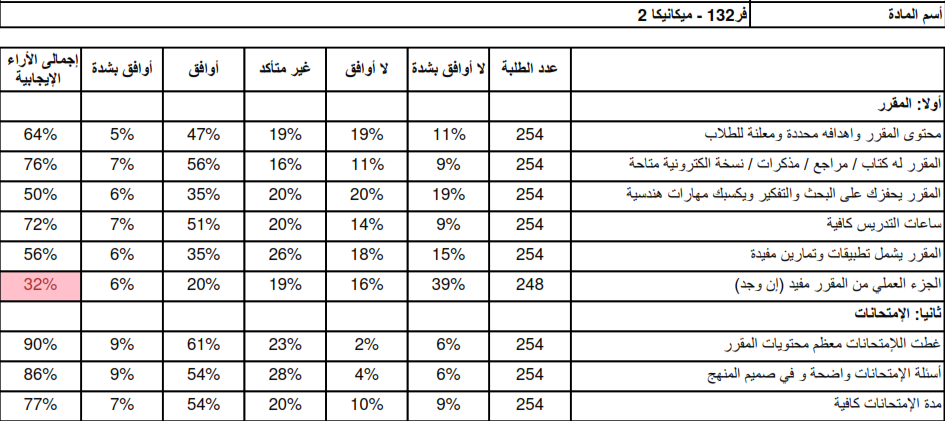 أسم المادة فر132 - ميكانيكا 2
عدد الطلبة لا أوافق بشدة لا أوافق غير متأكد أوافق أوافق بشدة إجمالى الأراء الإيجابية
أولا: المقرر
محتوى المقرر واهدافه محددة ومعلنة للطلاب 254 11% 19% 19% 47% 5% 64%
المقرر له كتاب / مراجع / مذكرات / نسخة الكترونية متاحة 254 9% 11% 16% 56% 7% 76%
المقرر يحفزك على البحث والتفكير ويكسبك مهارات هندسية 254 19% 20% 20% 35% 6% 50%
ساعات التدريس كافية 254 9% 14% 20% 51% 7% 72%
المقرر يشمل تطبيقات وتمارين مفيدة 254 15% 18% 26% 35% 6% 56%
الجزء العملي من المقرر مفيد (إن وجد) 248 39% 16% 19% 20% 6% 32%
ثانيا: الإمتحانات
غطت اللإمتحانات معظم محتويات المقرر 254 6% 2% 23% 61% 9% 90%
أسئلة الإمتحانات واضحة و في صميم المنهج 254 6% 4% 28% 54% 9% 86%
مدة الإمتحانات كافية 254 9% 10% 20% 54% 7% 77%